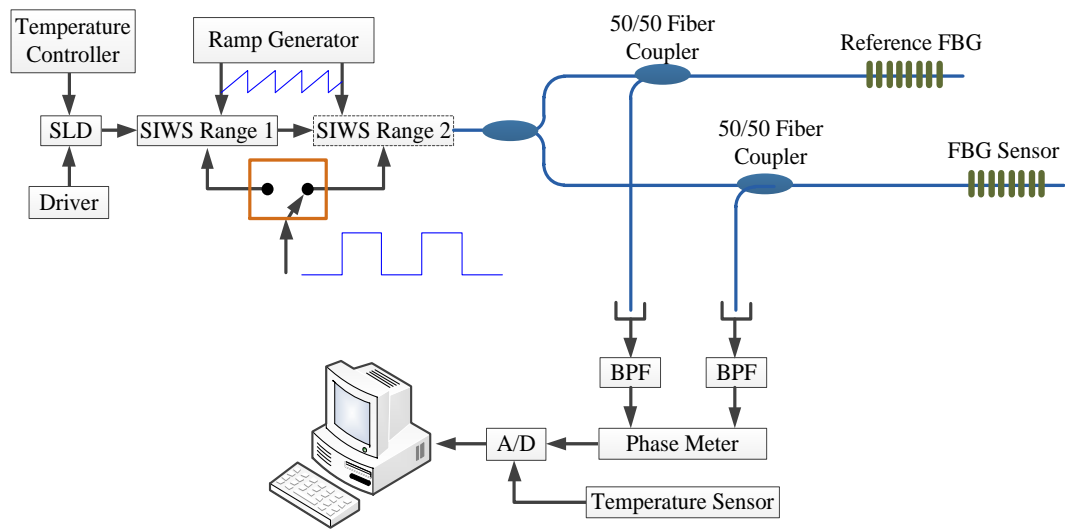 Temperature
Controller
Ramp Generator
50/50 Fiber
Coupler
Reference FBG
SLD
SIWS Range 1
SIWS Range 2
50/50 Fiber
Coupler
FBG Sensor
Driver
BPF
BPF
A/D
Phase Meter
Temperature Sensor